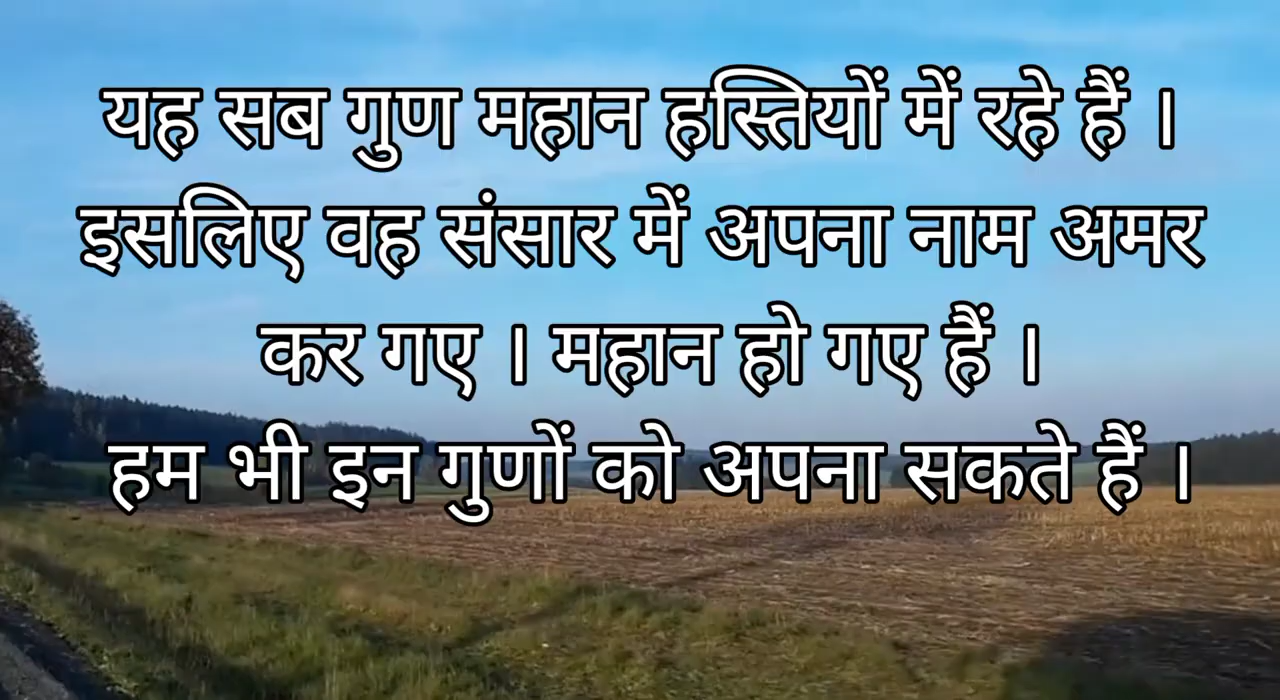 यह सब गुण महान हस्तियों में रहे हैं ।
इसलिए वह संसार में अपना नाम अमर
कर गए । महान हो गए हैं ।
हम भी इन गुणों को अपना सकते हैं ।